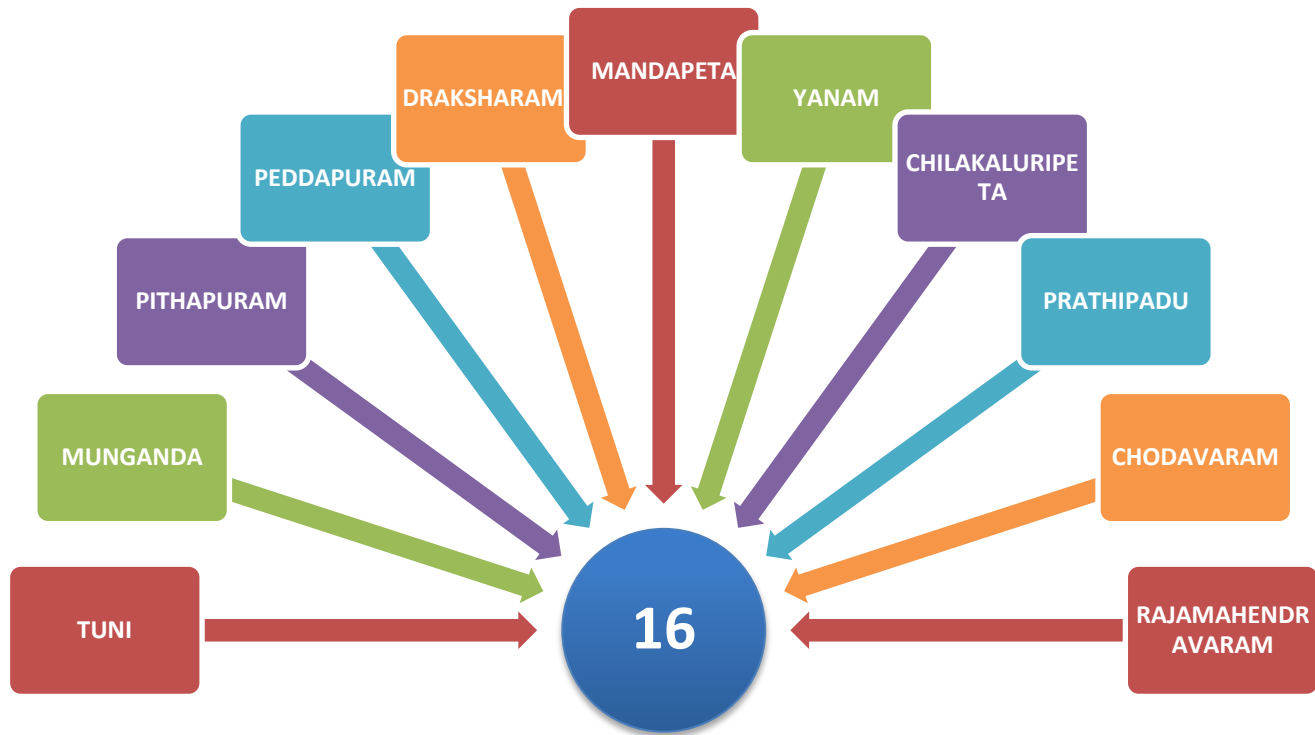 MANDAPETA
DRAKSHARAM
YANAM
PEDDAPURAM
CHILAKALURIPE
TA
PITHAPURAM
PRATHIPADU
MUNGANDA
CHODAVARAM
TUNI
16
RAJAMAHENDR
AVARAM